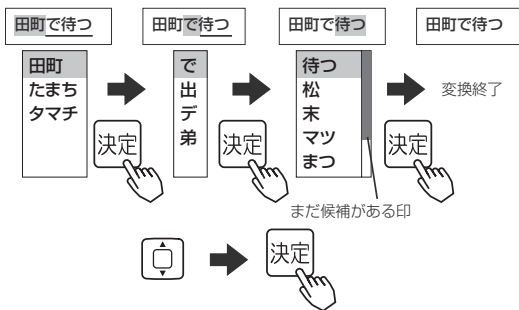 田町で待つ
田町で待つ
田町で待つ
田町で待つ
田町
たまち
タマチ
決定
で
出
デ
弟
決定
待つ
松
末
マツ
まつ
決定
変換終了
まだ候補がある印
決定